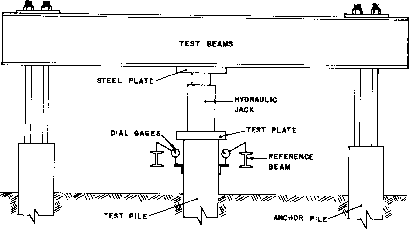 TEST BEAMS
STEEL PLATE
HYDRAULIC
JACK
DIAL GAGES
TEST PLATE
REFERENCE
BEAM
TEST PILE
ANCHOR PILE